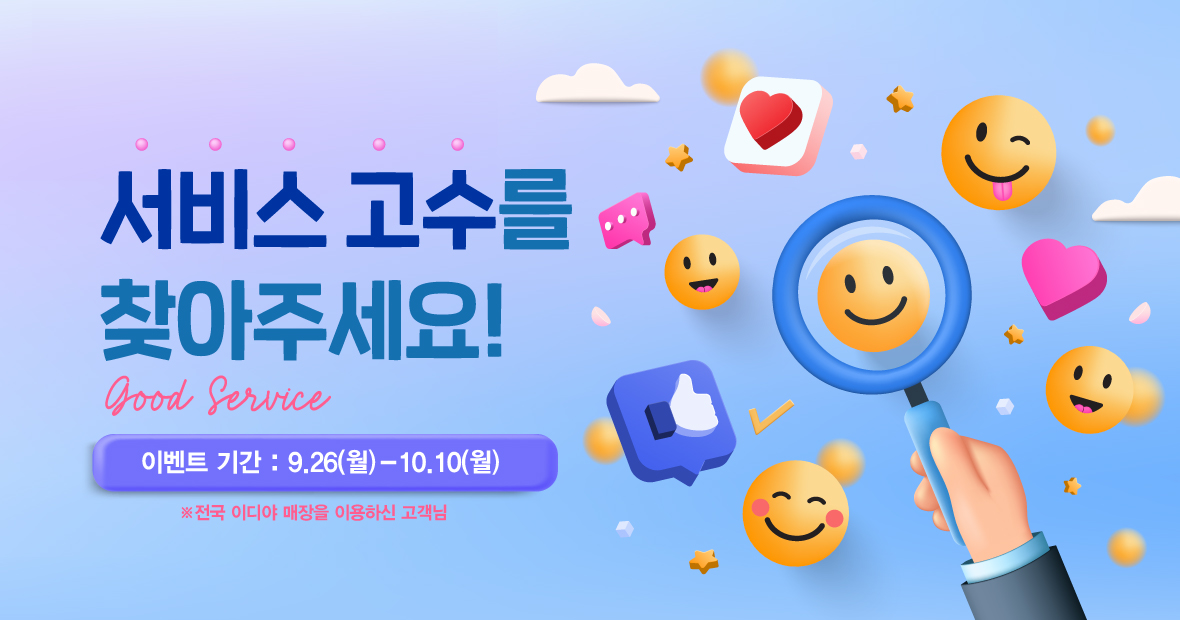 서비스 고수를
찾아주세요!
Good Service
이벤트 기간 : 9.26(월)-10.10(월)
※전국 이디야 매장을 이용하신 고객님